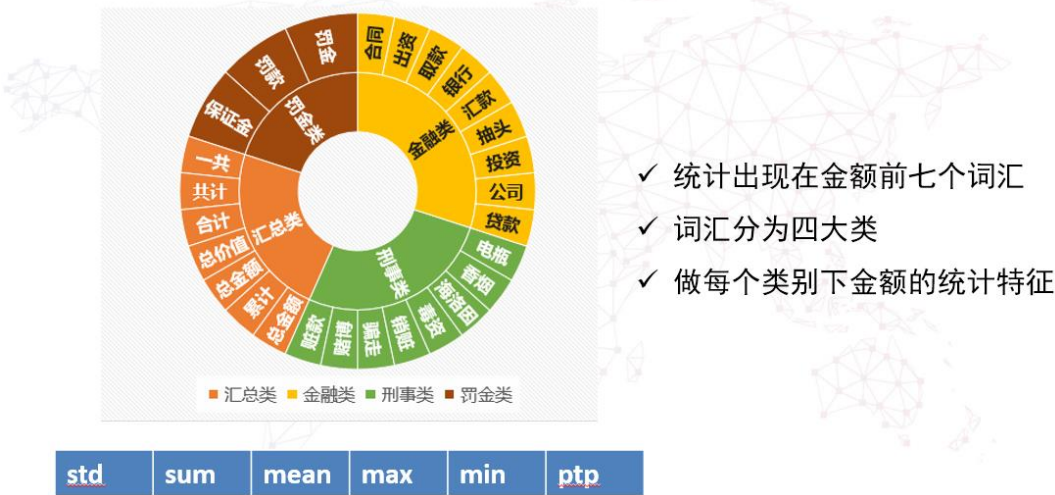 合同
出资
取款
银行
汇款
抽头
投资
公司
贷款
电瓶
香烟
海洛因
毒资
销赃
骗走
赌博
赃款
总金额
累计
总金额
总价值
合计
共计
一共
保证金
罚款
罚金
金融类
刑事类
汇总类
罚金类
汇总类 金融类 刑事类 罚金类
✓ 统计出现在金额前七个词汇
✓ 词汇分为四大类
✓ 做每个类别下金额的统计特征
std sum mean max min ptp